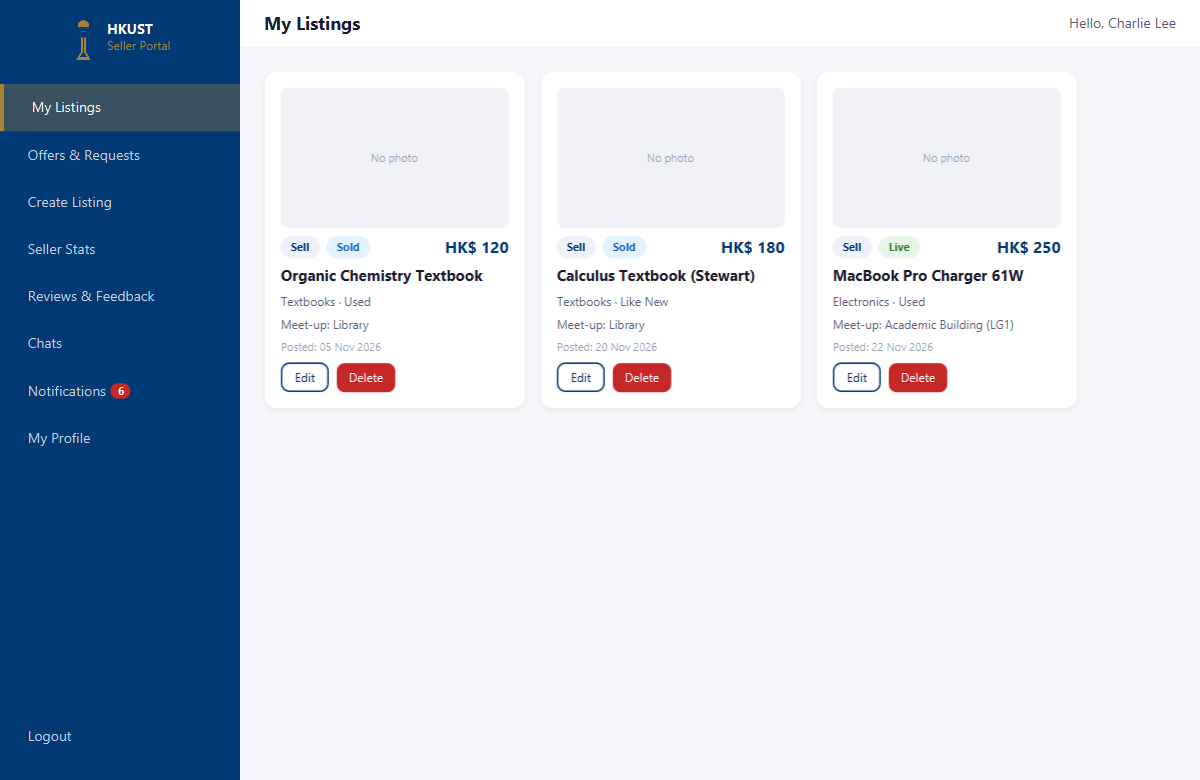 HKUST
Seller Portal
My Listings
Offers & Requests
Create Listing
Seller Stats
Reviews & Feedback
Chats
Notifications 6
My Profile
Logout
My Listings
Hello, Charlie Lee
No photo
Sell Sold HK$ 120
Organic Chemistry Textbook
Textbooks · Used
Meet-up: Library
Posted: 05 Nov 2026
Edit Delete
No photo
Sell Sold HK$ 180
Calculus Textbook (Stewart)
Textbooks · Like New
Meet-up: Library
Posted: 20 Nov 2026
Edit Delete
No photo
Sell Live HK$ 250
MacBook Pro Charger 61W
Electronics · Used
Meet-up: Academic Building (LG1)
Posted: 22 Nov 2026
Edit Delete